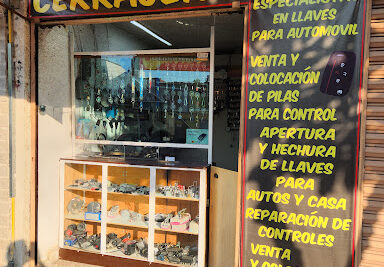 CERRAJERIA
ESPECIALISTA
EN LLAVES
PARA AUTOMOVIL
VENTA Y
COLOCACIÓN
DE PILAS
PARA CONTROL
APERTURA
Y HECHURA
DE LLAVES
PARA
AUTOS Y CASA
REPARACIÓN DE
CONTROLES
VENTA